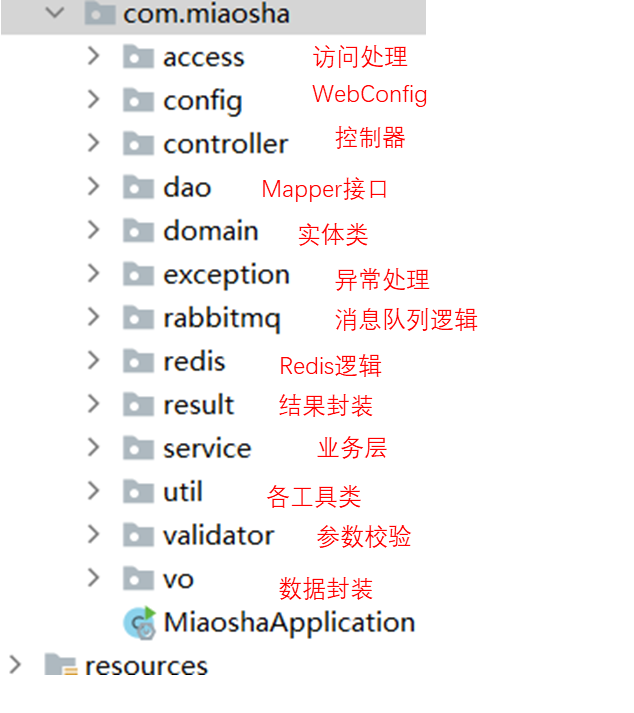 com.miaosha
access 访问处理
config WebConfig
controller 控制器
dao Mapper接口
domain 实体类
exception 异常处理
rabbitmq 消息队列逻辑
redis Redis逻辑
result 结果封装
service 业务层
util 各工具类
validator 参数校验
vo 数据封装
MiaoshaApplication
resources